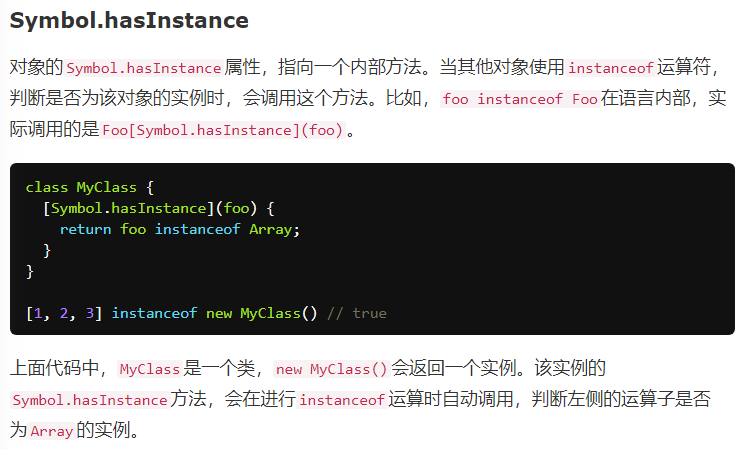 Symbol.hasInstance
对象的Symbol.hasInstance属性，指向一个内部方法。当其他对象使用instanceof运算符，
判断是否为该对象的实例时，会调用这个方法。比如，foo instanceof Foo在语言内部，实
际调用的是Foo[Symbol.hasInstance](foo)。
class MyClass {
  [Symbol.hasInstance](foo) {
    return foo instanceof Array;
  }
}
[1, 2, 3] instanceof new MyClass() // true
上面代码中，MyClass是一个类，new MyClass()会返回一个实例。该实例的
Symbol.hasInstance方法，会在进行instanceof运算时自动调用，判断左侧的运算子是否
为Array的实例。